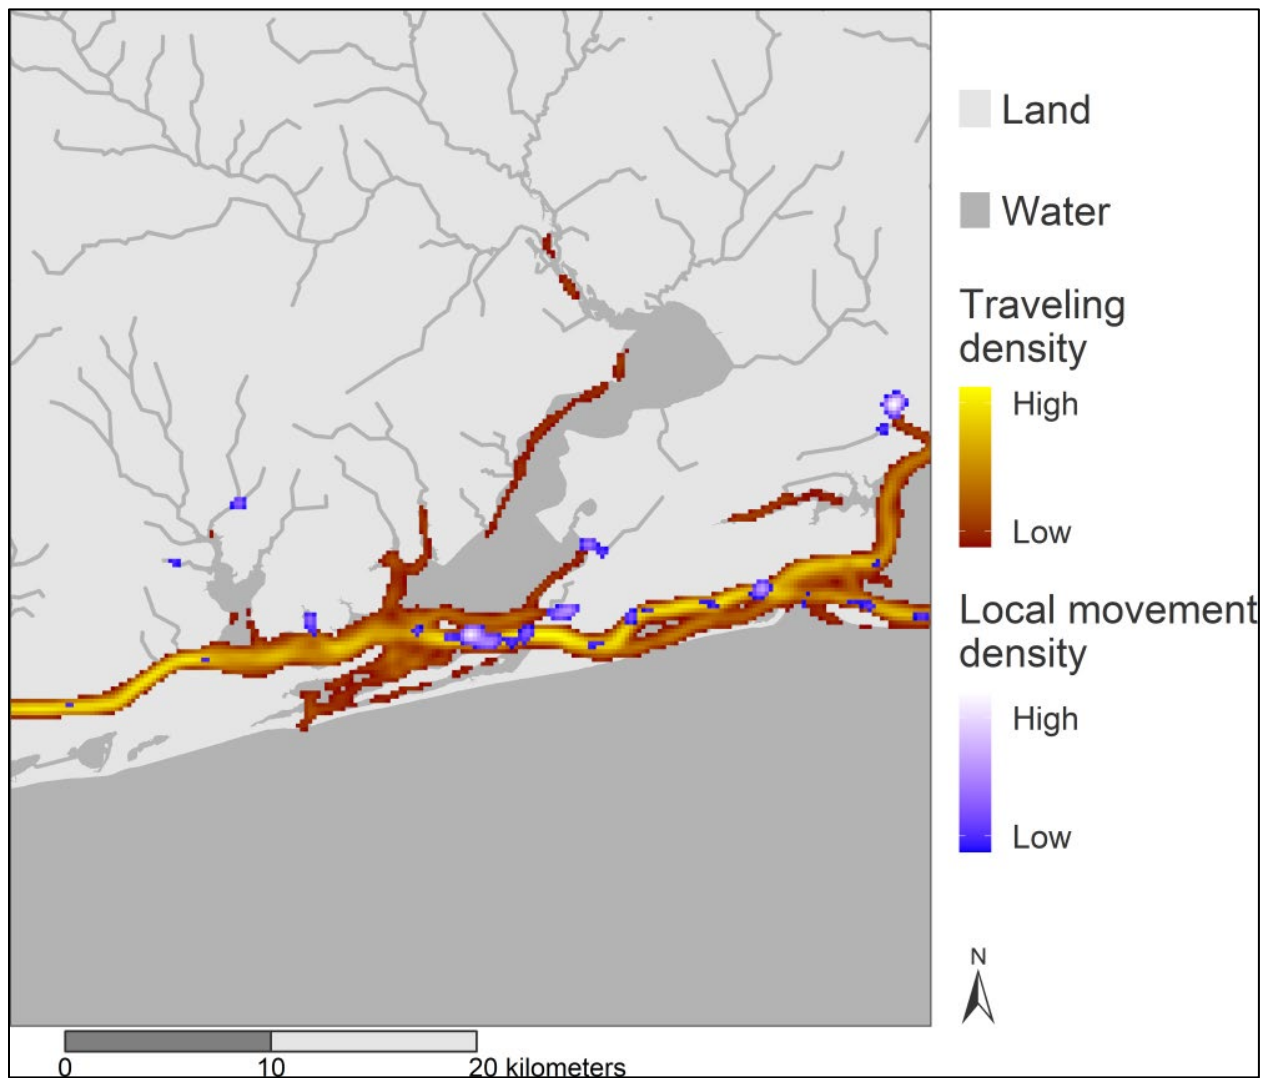 Land
Water
Traveling
density
High
Low
Local movement
density
High
Low
N
0 10 20 kilometers